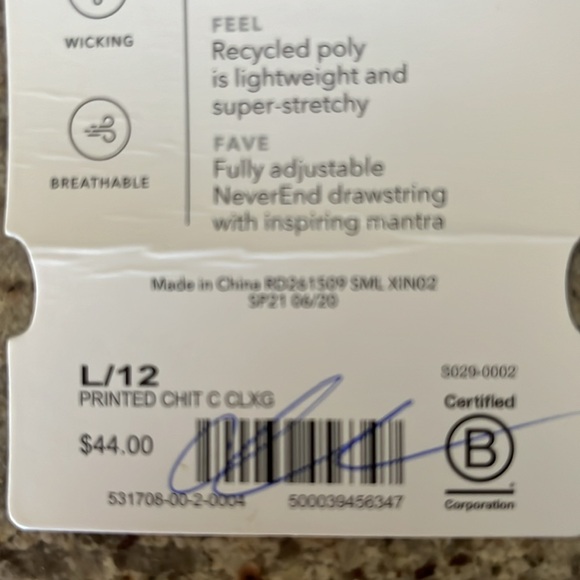 WICKING
BREATHABLE
FEEL
Recycled poly
is lightweight and
super-stretchy
FAVE
Fully adjustable
NeverEnd drawstring
with inspiring mantra
Made in China RD261509 SML XIN02
SP21 06/20
L/12
PRINTED CHIT C CLXG
$44.00
531708-00-2-0004
500039456347
S029-0002
Certified
B
Corporation